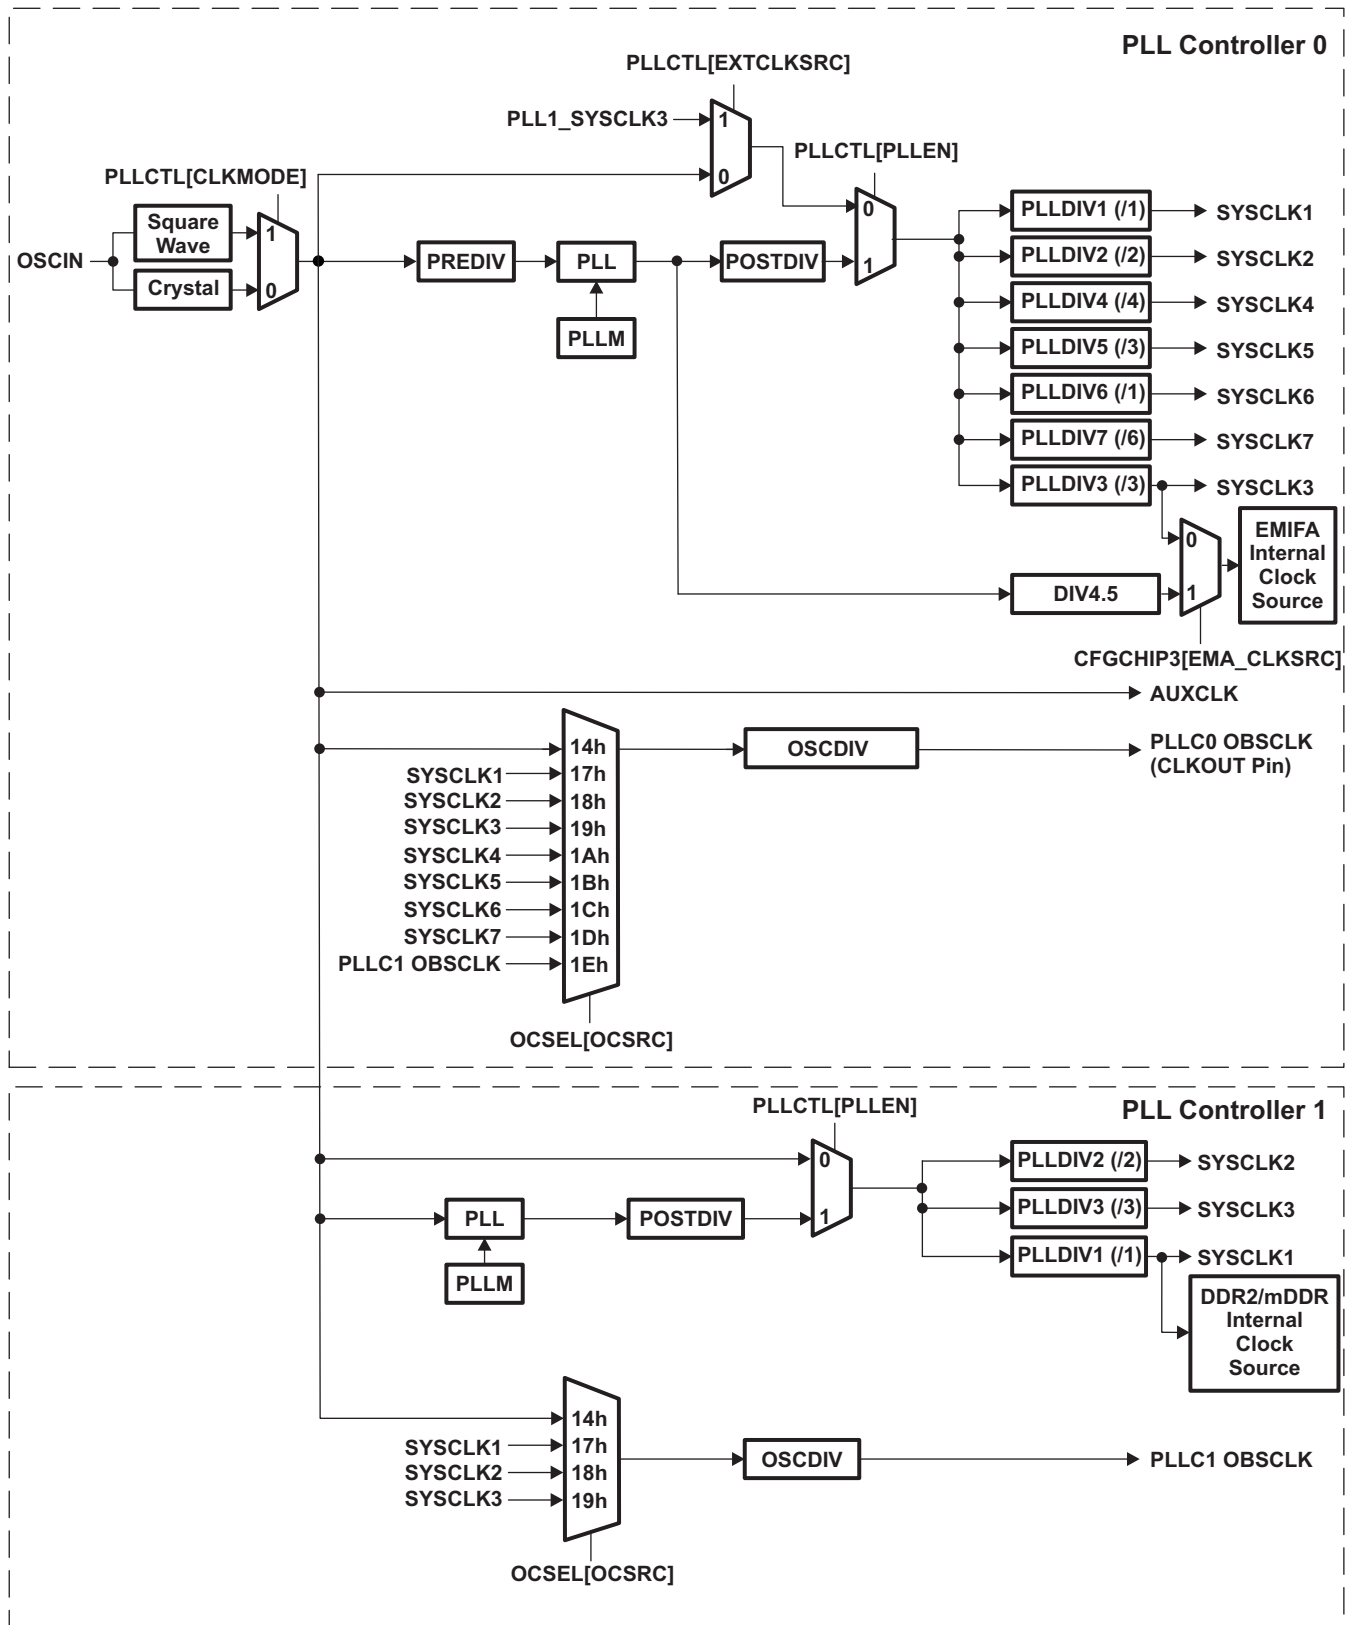 PLL Controller 0
PLLCTL[EXTCLKSRC]
PLL1_SYSCLK3
1
0
PLLCTL[PLLEN]
0
1
PLLCTL[CLKMODE]
OSCIN
Square
Wave
Crystal
1
0
PREDIV
PLL
PLLM
POSTDIV
PLLDIV1 (/1)
SYSCLK1
PLLDIV2 (/2)
SYSCLK2
PLLDIV4 (/4)
SYSCLK4
PLLDIV5 (/3)
SYSCLK5
PLLDIV6 (/1)
SYSCLK6
PLLDIV7 (/6)
SYSCLK7
PLLDIV3 (/3)
SYSCLK3
0
1
EMIFA
Internal
Clock
Source
DIV4.5
CFGCHIP3[EMA_CLKSRC]
AUXCLK
14h
SYSCLK1
17h
SYSCLK2
18h
SYSCLK3
19h
SYSCLK4
1Ah
SYSCLK5
1Bh
SYSCLK6
1Ch
SYSCLK7
1Dh
PLLC1 OBSCLK
1Eh
OCSEL[OCSRC]
OSCDIV
PLLC0 OBSCLK
(CLKOUT Pin)
PLL Controller 1
PLLCTL[PLLEN]
0
1
PLL
PLLM
POSTDIV
PLLDIV2 (/2)
SYSCLK2
PLLDIV3 (/3)
SYSCLK3
PLLDIV1 (/1)
SYSCLK1
DDR2/mDDR
Internal
Clock
Source
14h
SYSCLK1
17h
SYSCLK2
18h
SYSCLK3
19h
OCSEL[OCSRC]
OSCDIV
PLLC1 OBSCLK